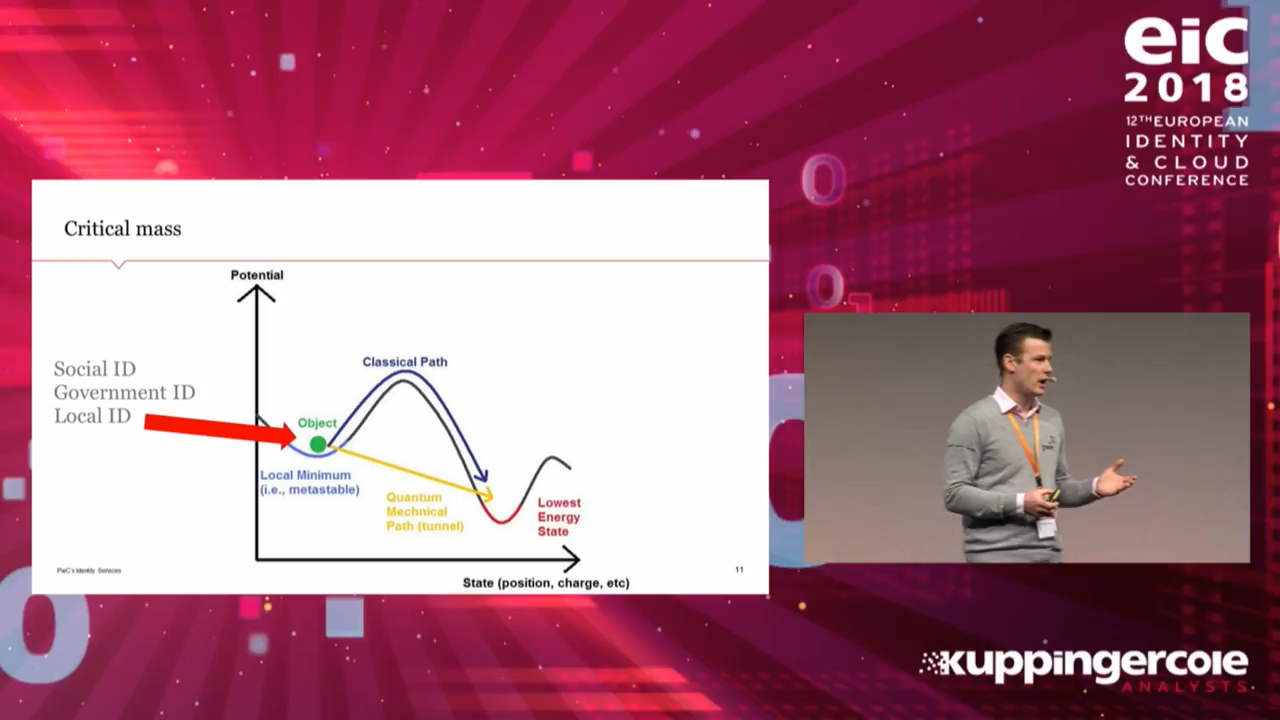 eic
2018
12TH EUROPEAN
IDENTITY
& CLOUD
CONFERENCE
Critical mass
Potential
Social ID
Government ID
Local ID
Classical Path
Object
Local Minimum
(i.e., metastable)
Quantum
Mechnical
Path (tunnel)
Lowest
Energy
State
State (position, charge, etc)
PwC's Identity Services
11
kuppingercole
ANALYSTS